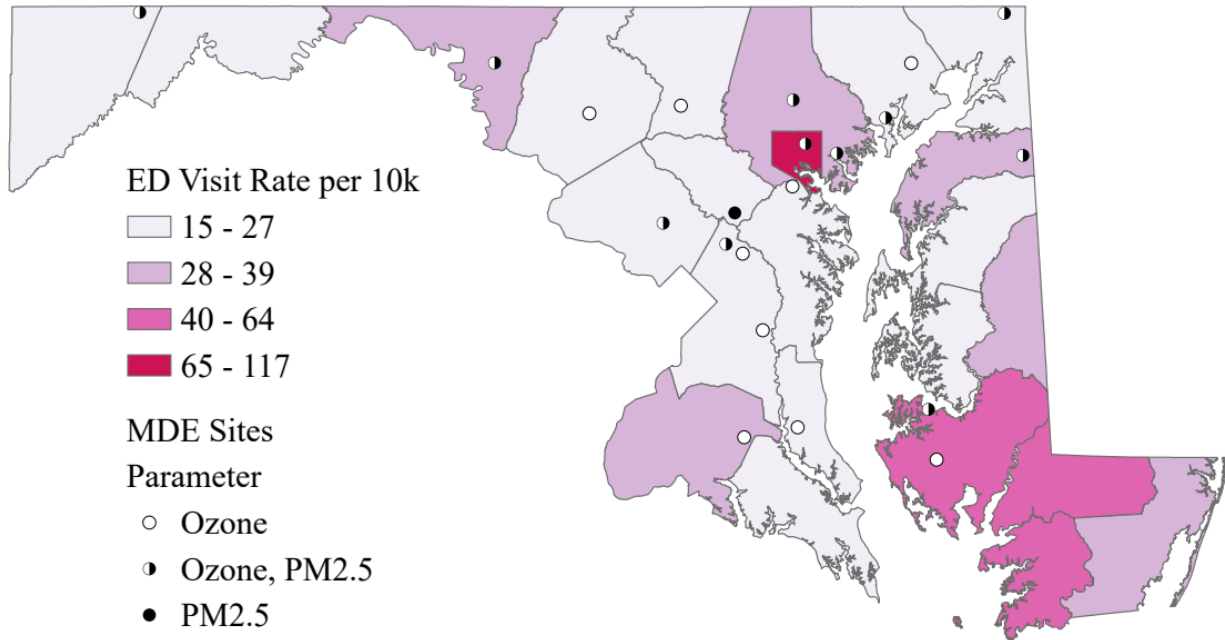 ED Visit Rate per 10k
15 - 27
28 - 39
40 - 64
65 - 117
MDE Sites
Parameter
Ozone
Ozone, PM2.5
PM2.5